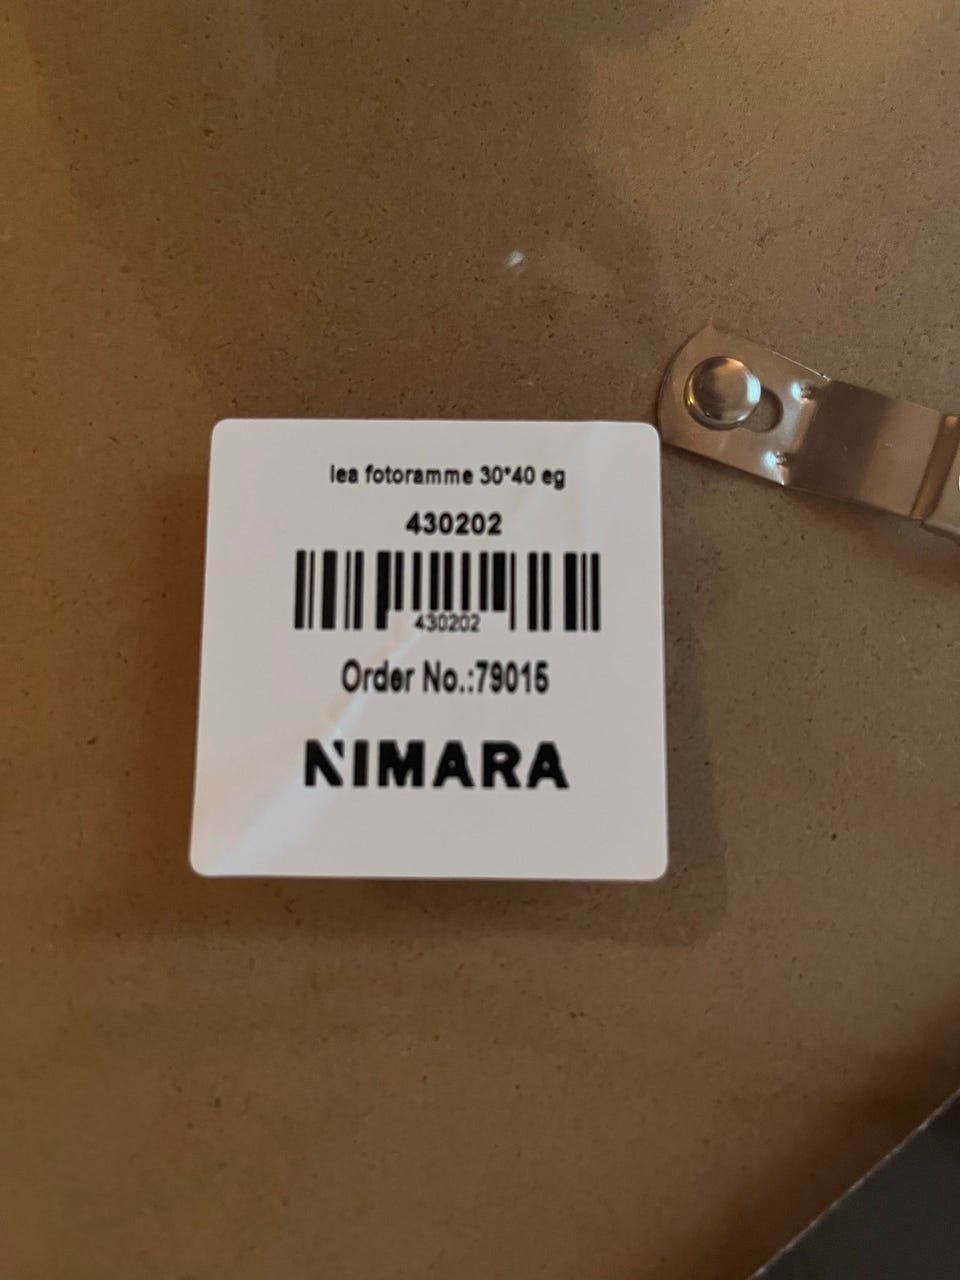 lea fotoramme 30*40 eg
430202
430202
Order No.:79015
NIMARA